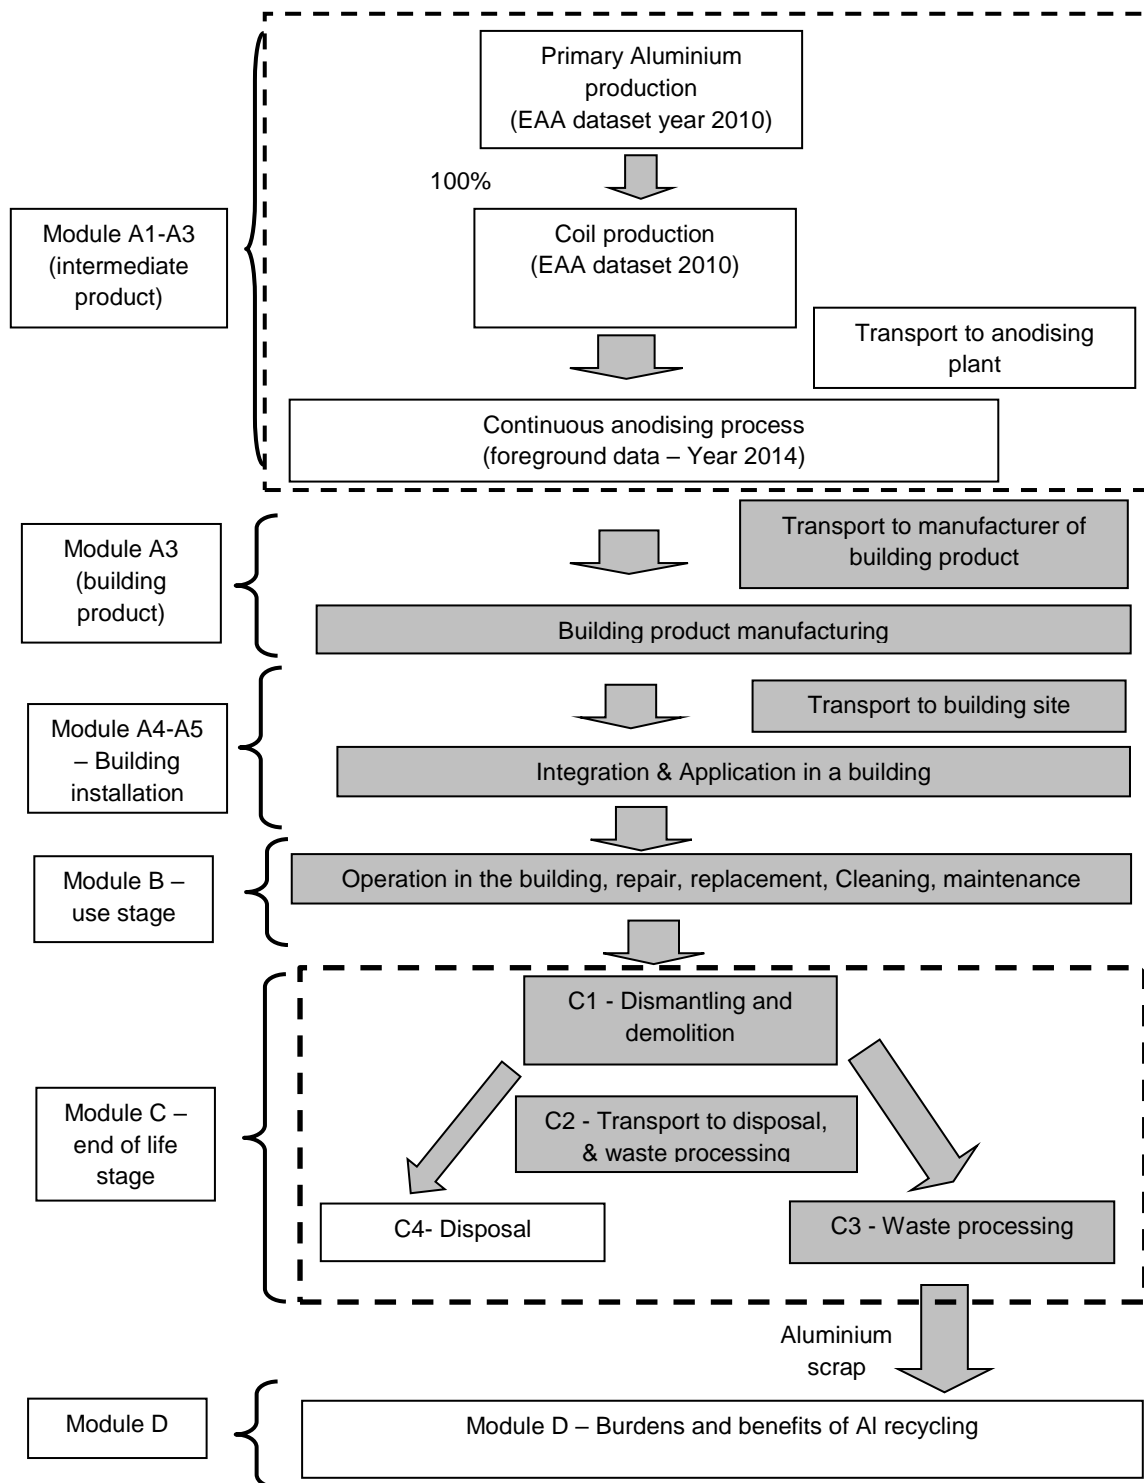 Primary Aluminium
production
(EAA dataset year 2010)
100%
Module A1-A3
(intermediate
product)
Coil production
(EAA dataset 2010)
Transport to anodising
plant
Continuous anodising process
(foreground data – Year 2014)
Transport to manufacturer of
building product
Module A3
(building
product)
Building product manufacturing
Transport to building site
Module A4-A5
– Building
installation
Integration & Application in a building
Module B –
use stage
Operation in the building, repair, replacement, Cleaning, maintenance
C1 - Dismantling and
demolition
Module C –
end of life
stage
C2 - Transport to disposal,
& waste processing
C4- Disposal
C3 - Waste processing
Aluminium
scrap
Module D
Module D – Burdens and benefits of Al recycling